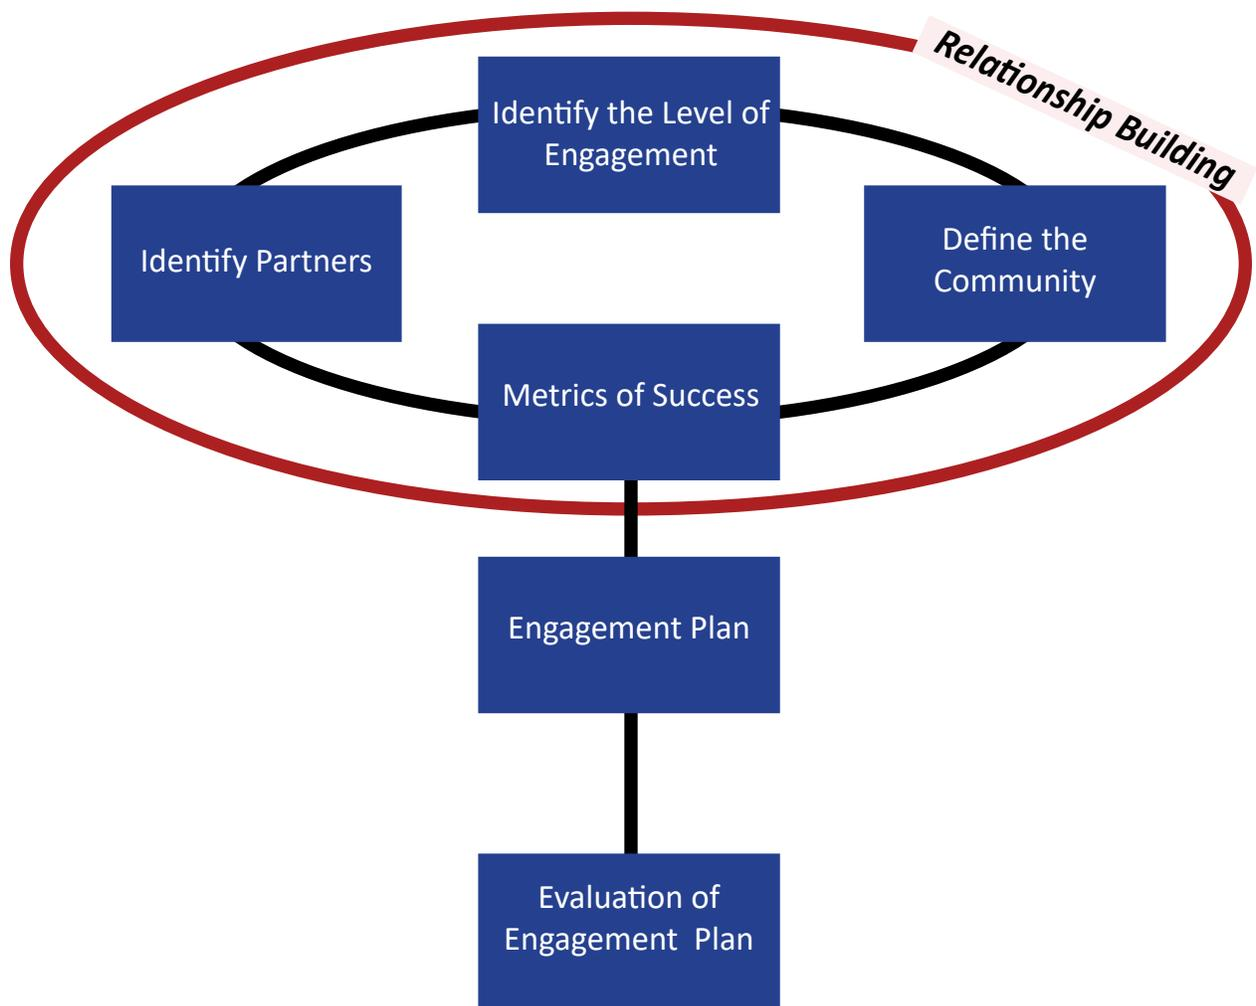 Relationship Building
Identify the Level of
Engagement
Identify Partners
Define the
Community
Metrics of Success
Engagement Plan
Evaluation of
Engagement  Plan